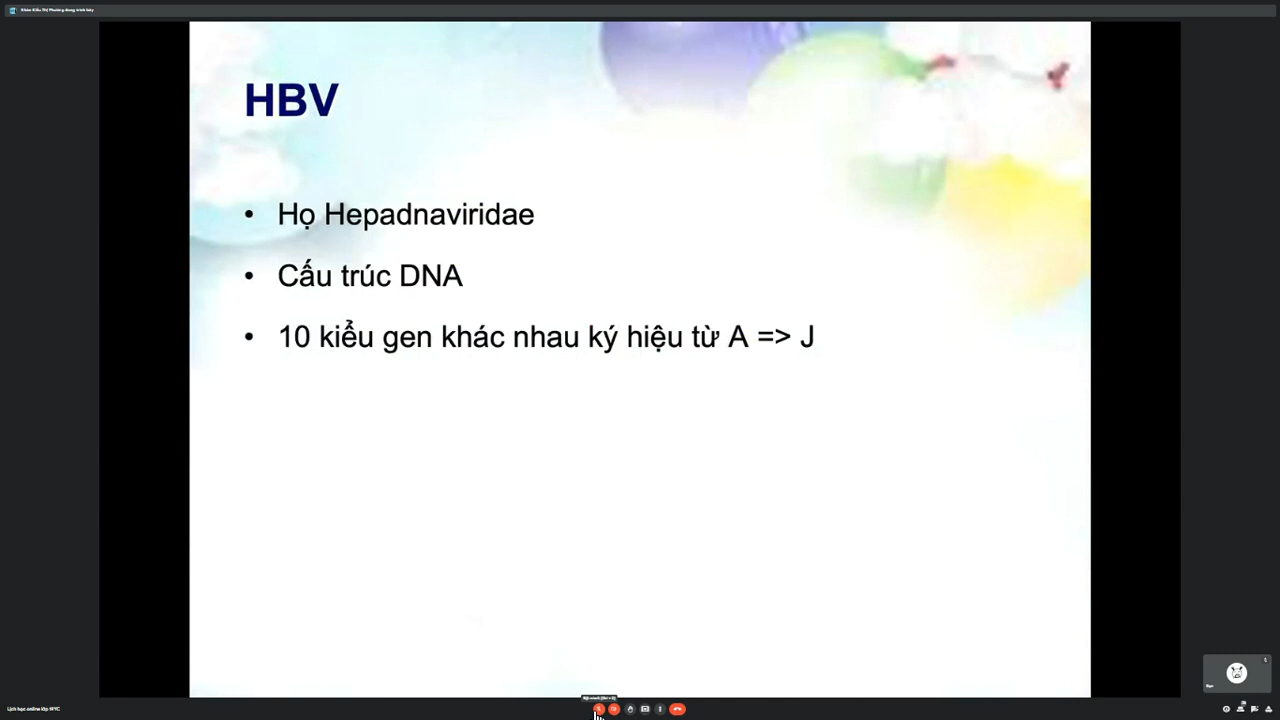 HBV
• Họ Hepadnaviridae
• Cấu trúc DNA
• 10 kiểu gen khác nhau ký hiệu từ A => J